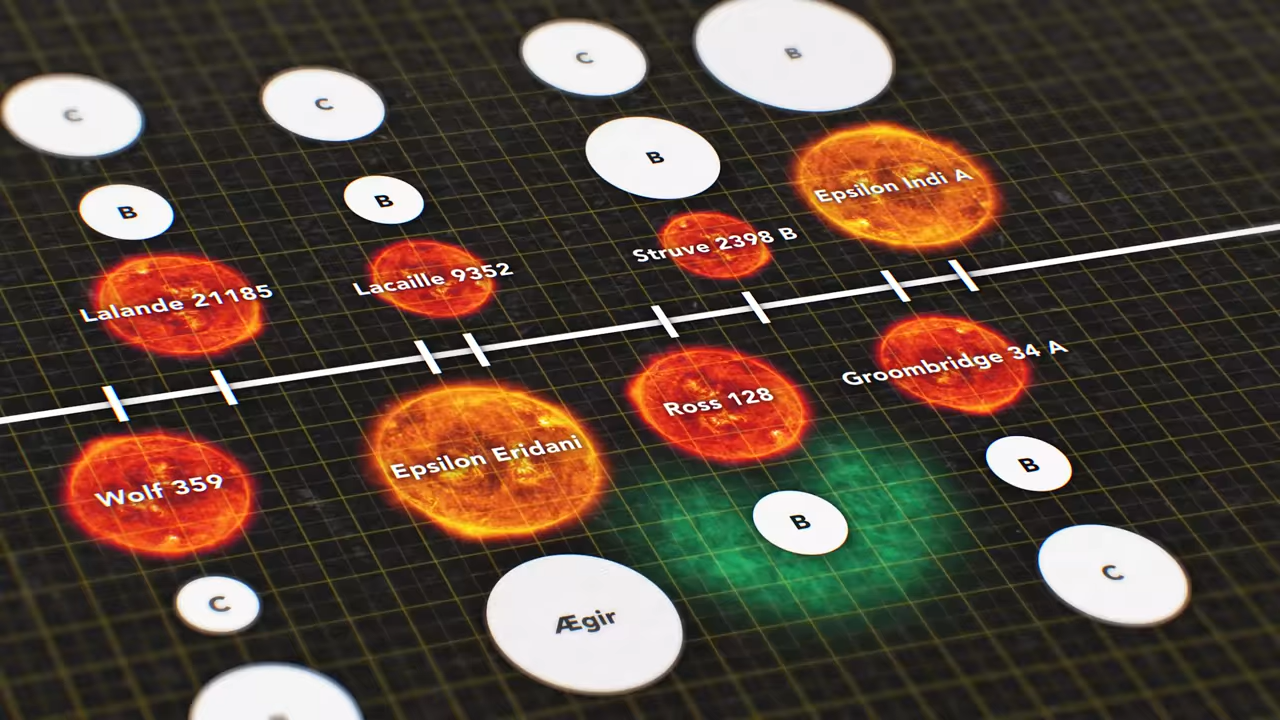 C
C
C
B
B
B
B
Epsilon Indi A
Struve 2398 B
Lacaille 9352
Lalande 21185
Groombridge 34 A
Ross 128
Epsilon Eridani
Wolf 359
B
B
C
C
Ægir